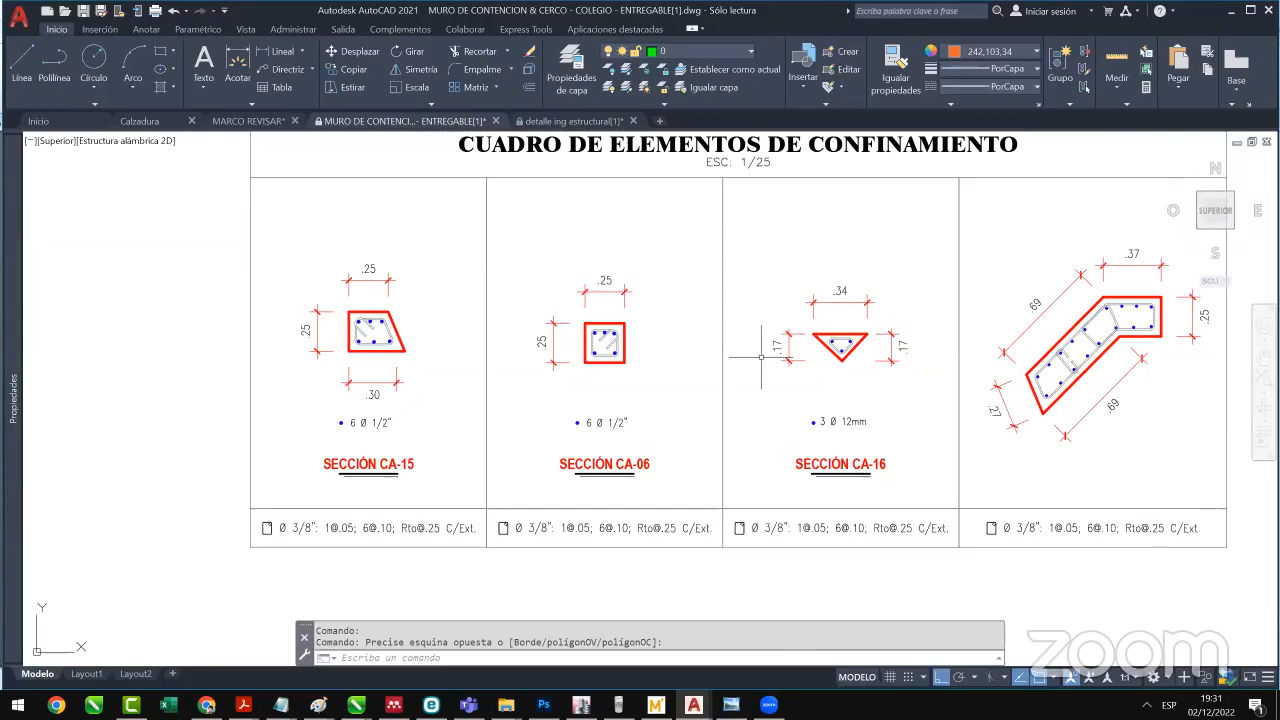 Autodesk AutoCAD 2021 MURO DE CONTENCION & CERCO - COLEGIO - ENTREGABLE[1].dwg - Sólo lectura
Escriba palabra clave o frase
Iniciar sesión
Inicio Inserción Anotar Paramétrico Vista Administrar Salida Complementos Colaborar Express Tools Aplicaciones destacadas
Línea Polilínea Círculo Arco
Texto Acotar
Lineal
Directriz
Tabla
Desplazar Girar Recortar
Copiar Simetría Empalme
Estirar Escala Matriz
Propiedades de capa
0
Establecer como actual
Igualar capa
Insertar
Crear
Editar
Igualar propiedades
242,103,34
PorCapa
PorCapa
Grupo Medir Pegar Base
Inicio Calzadura MURO REVISAR* MURO DE CONTENCI...- ENTREGABLE[1]* detalle ing estructural[1]*
[−][Superior][Estructura alámbrica 2D]
CUADRO DE ELEMENTOS DE CONFINAMIENTO
ESC: 1/25
N
O SUPERIOR E
S
SCU
.25
.25
.30
6 Ø 1/2"
SECCIÓN CA-15
Ø 3/8": 1@.05; 6@.10; Rto@.25 C/Ext.
.25
.25
6 Ø 1/2"
SECCIÓN CA-06
Ø 3/8": 1@.05; 6@.10; Rto@.25 C/Ext.
.34
.17
.17
3 Ø 12mm
SECCIÓN CA-16
Ø 3/8": 1@.05; 6@.10; Rto@.25 C/Ext.
.37
.69
.25
.27
.69
Ø 3/8": 1@.05; 6@.10; Rto@.25 C/Ext.
Y
X
Comando:
Comando: Precise esquina opuesta o [Borde/polígonOV/polígonOC]:
Escriba un comando
zoom
Modelo Layout1 Layout2
MODELO
1:1
ESP
19:31
02/12/2022